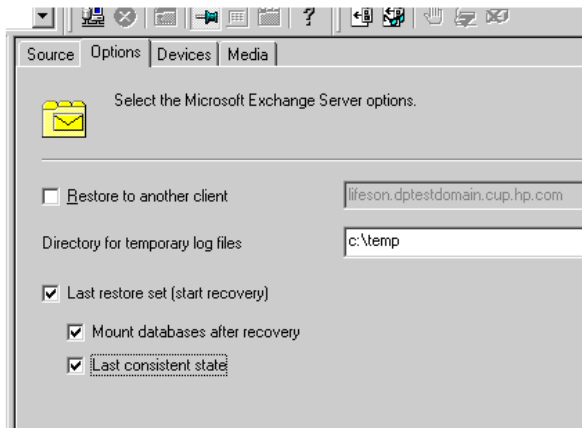 Source Options Devices Media
Select the Microsoft Exchange Server options.
Restore to another client lifeson.dptestdomain.cup.hp.com
Directory for temporary log files c:\temp
Last restore set (start recovery)
Mount databases after recovery
Last consistent state